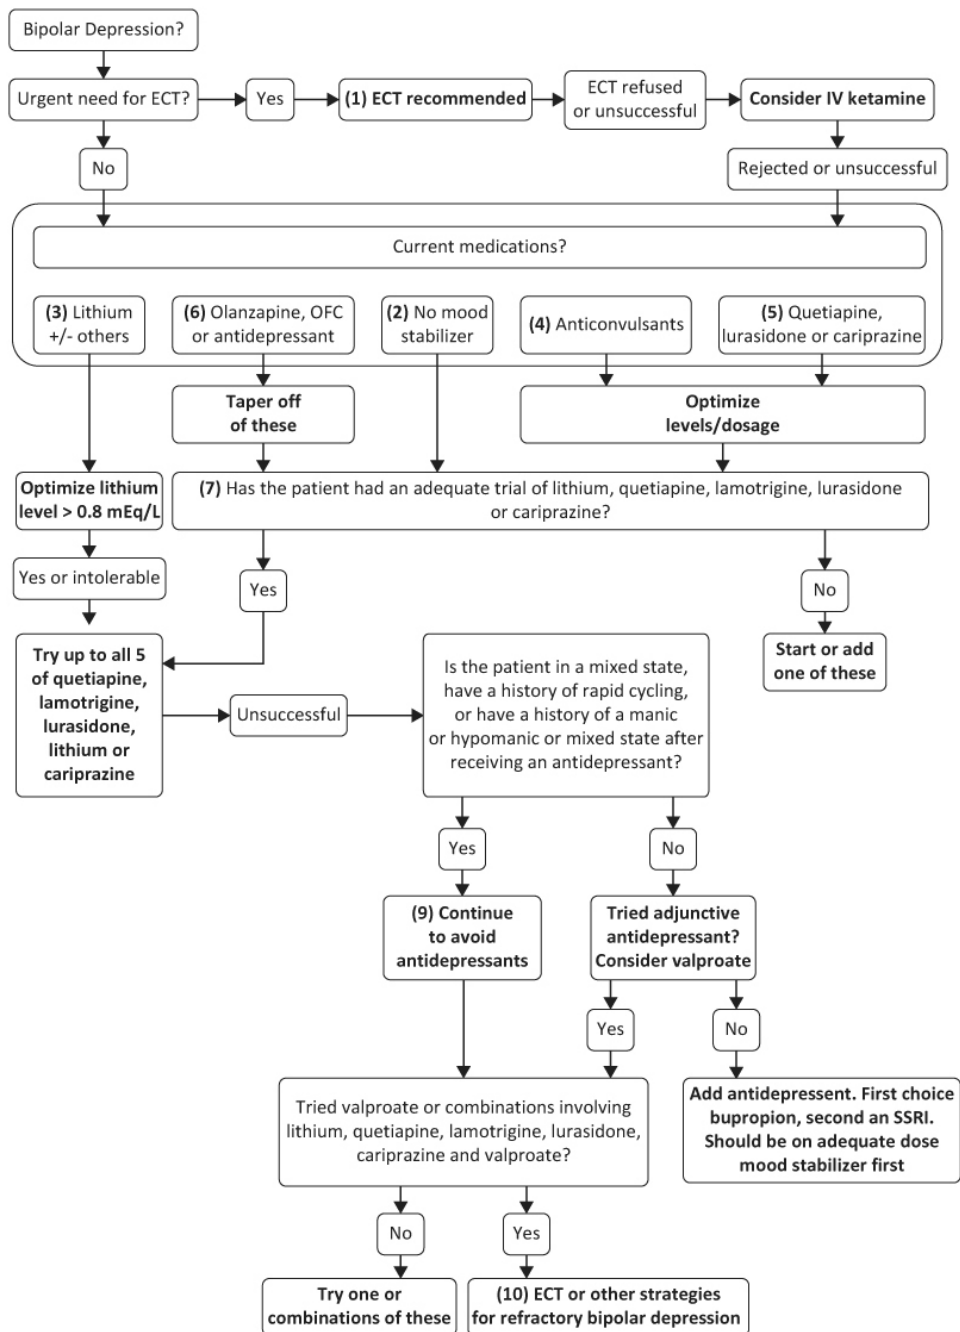 Bipolar Depression?
Urgent need for ECT?
Yes
(1) ECT recommended
ECT refused
or unsuccessful
Consider IV ketamine
No
Rejected or unsuccessful
Current medications?
(3) Lithium
+/- others
(6) Olanzapine, OFC
or antidepressant
(2) No mood
stabilizer
(4) Anticonvulsants
(5) Quetiapine,
lurasidone or cariprazine
Taper off
of these
Optimize
levels/dosage
Optimize lithium
level > 0.8 mEq/L
(7) Has the patient had an adequate trial of lithium, quetiapine, lamotrigine, lurasidone
or cariprazine?
Yes or intolerable
Yes
No
Try up to all 5
of quetiapine,
lamotrigine,
lurasidone,
lithium or
cariprazine
Unsuccessful
Is the patient in a mixed state,
have a history of rapid cycling,
or have a history of a manic
or hypomanic or mixed state after
receiving an antidepressant?
Start or add
one of these
Yes
No
(9) Continue
to avoid
antidepressants
Tried adjunctive
antidepressant?
Consider valproate
Yes
No
Tried valproate or combinations involving
lithium, quetiapine, lamotrigine, lurasidone,
cariprazine and valproate?
Add antidepressent. First choice
bupropion, second an SSRI.
Should be on adequate dose
mood stabilizer first
No
Yes
Try one or
combinations of these
(10) ECT or other strategies
for refractory bipolar depression